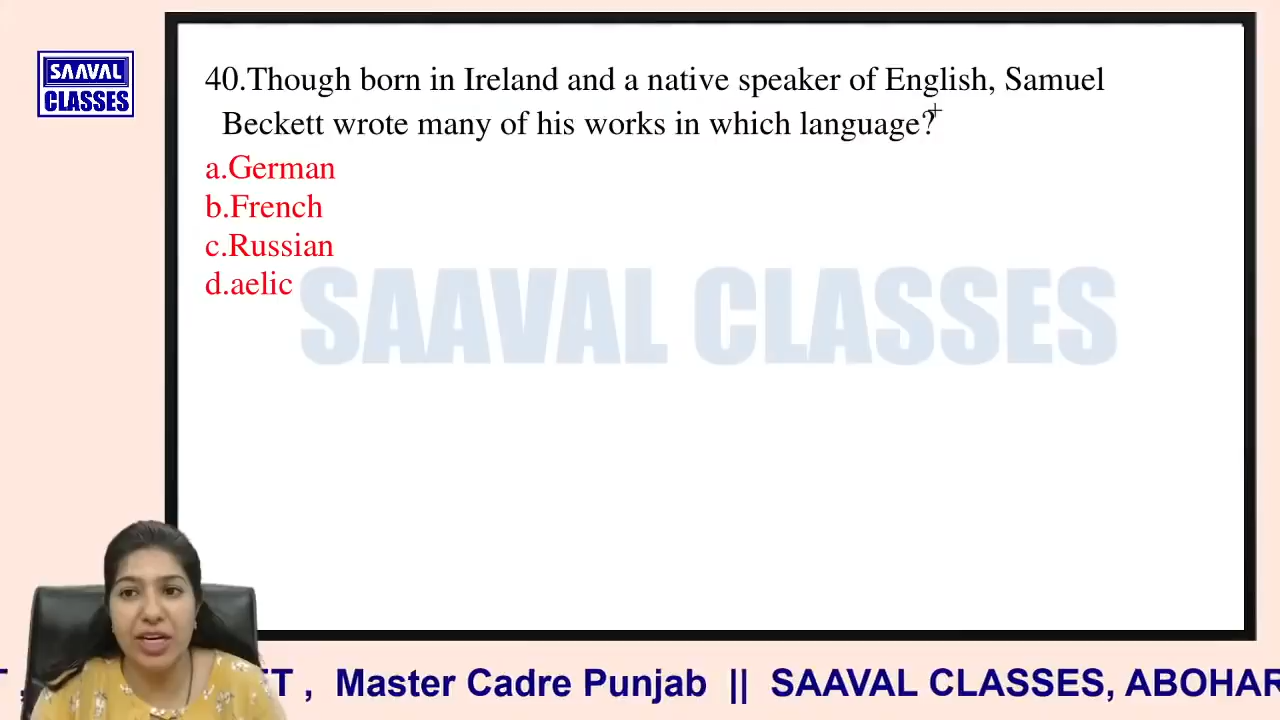 SAAVAL
CLASSES
40.Though born in Ireland and a native speaker of English, Samuel
Beckett wrote many of his works in which language?
a.German
b.French
c.Russian
d.aelic
SAAVAL CLASSES
T , Master Cadre Punjab || SAAVAL CLASSES, ABOHAR